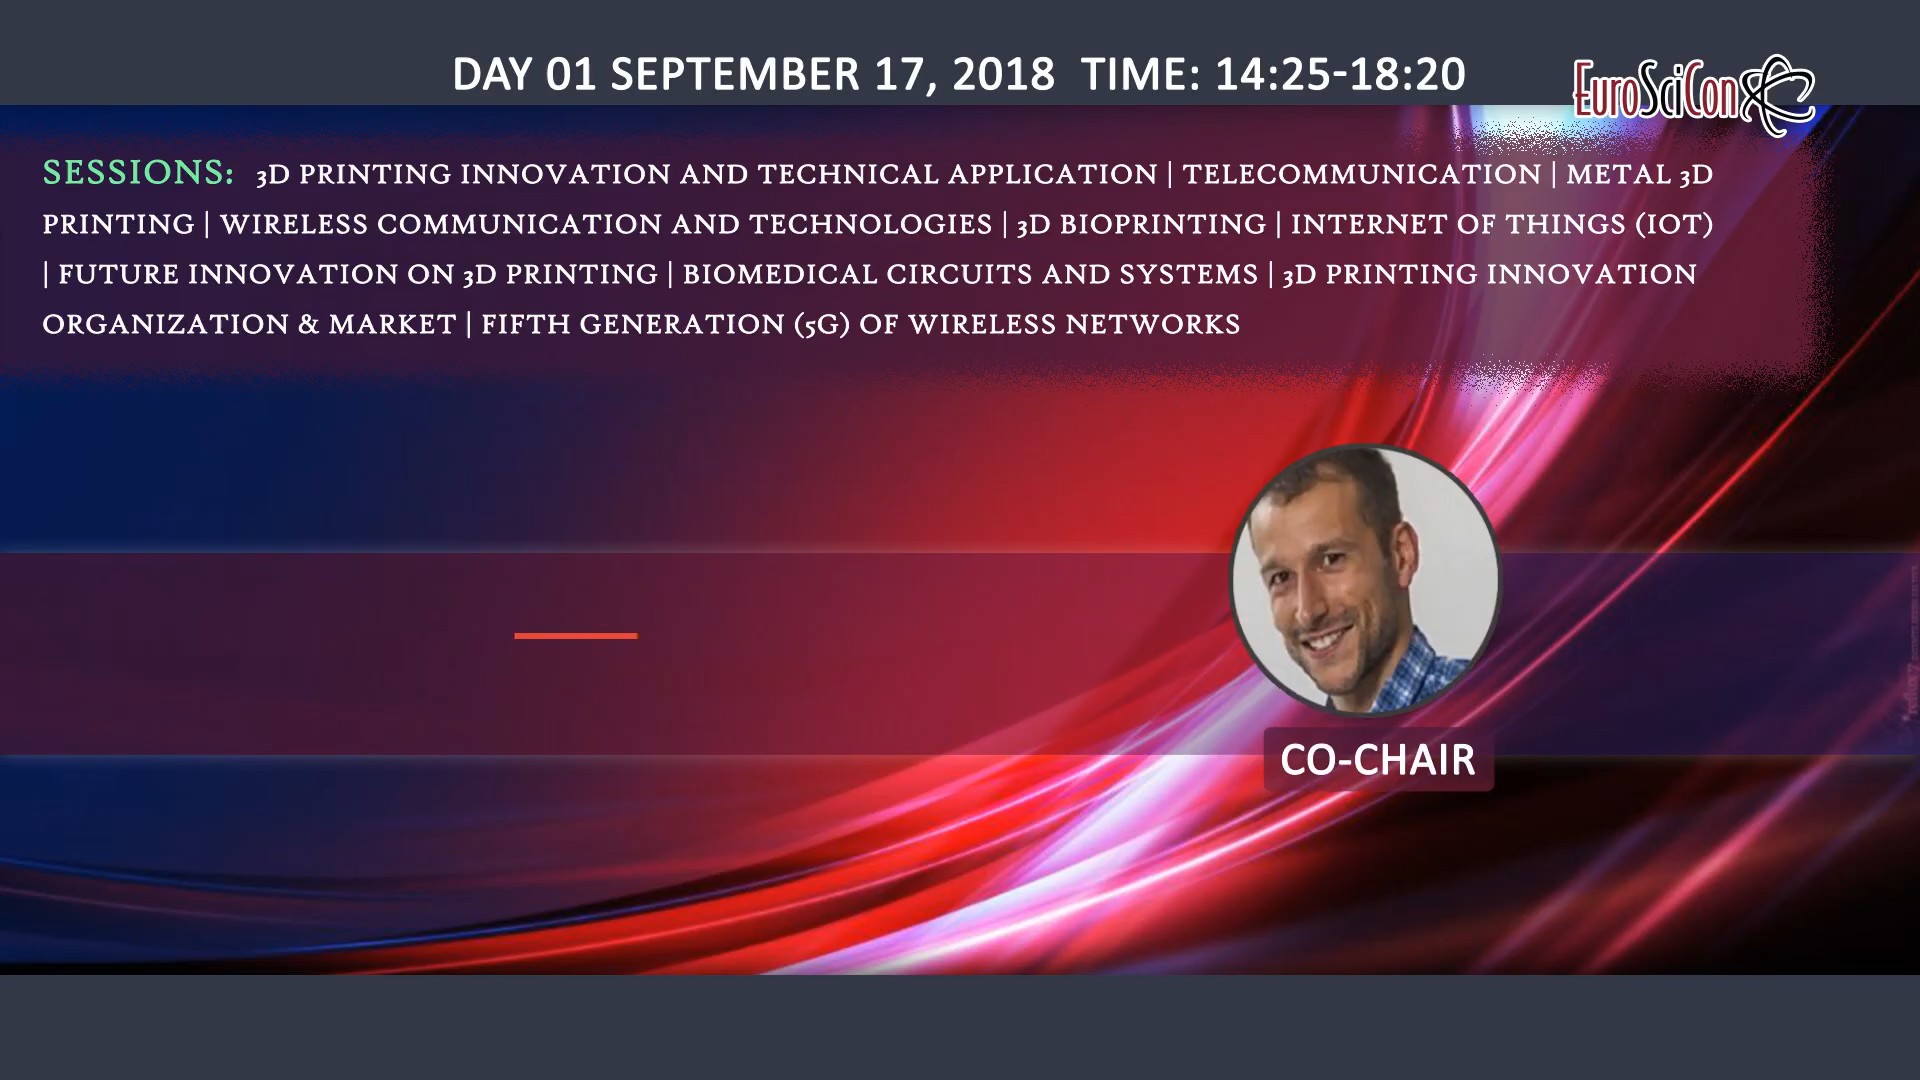 DAY 01 SEPTEMBER 17, 2018 TIME: 14:25-18:20
EuroSciCon
SESSIONS: 3D PRINTING INNOVATION AND TECHNICAL APPLICATION | TELECOMMUNICATION | METAL 3D
PRINTING | WIRELESS COMMUNICATION AND TECHNOLOGIES | 3D BIOPRINTING | INTERNET OF THINGS (IOT)
| FUTURE INNOVATION ON 3D PRINTING | BIOMEDICAL CIRCUITS AND SYSTEMS | 3D PRINTING INNOVATION
ORGANIZATION & MARKET | FIFTH GENERATION (5G) OF WIRELESS NETWORKS
CO-CHAIR